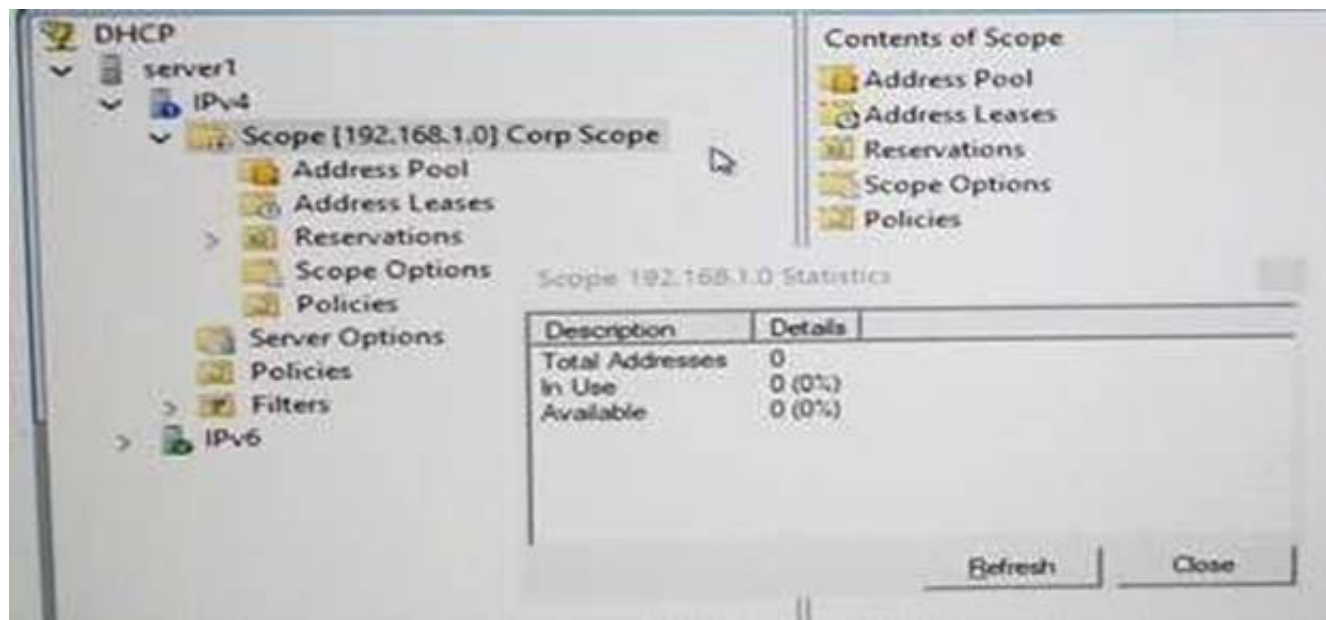 DHCP
server1
IPv4
Scope [192.168.1.0] Corp Scope
Address Pool
Address Leases
Reservations
Scope Options
Policies
Server Options
Policies
Filters
IPv6
Contents of Scope
Address Pool
Address Leases
Reservations
Scope Options
Policies
Scope 192.168.1.0 Statistics
Description Details
Total Addresses 0
In Use 0 (0%)
Available 0 (0%)
Refresh Close